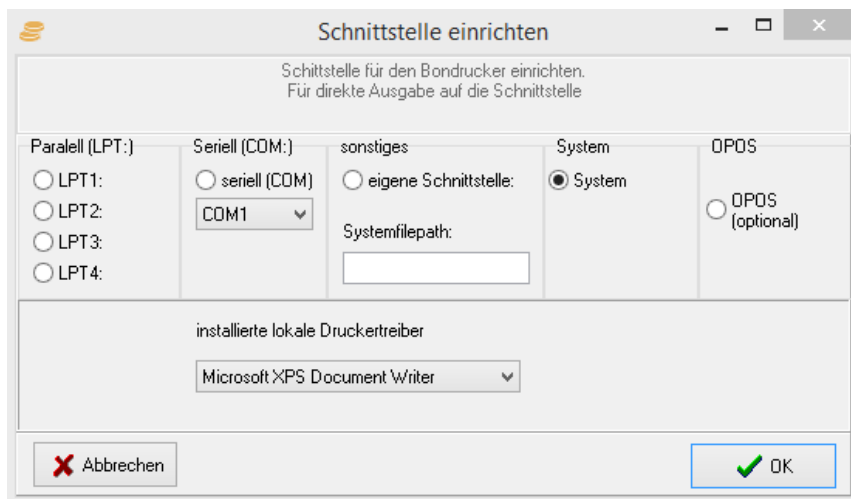 Schnittstelle einrichten
Schittstelle für den Bondrucker einrichten.
Für direkte Ausgabe auf die Schnittstelle
Paralell (LPT:)
LPT1:
LPT2:
LPT3:
LPT4:
Seriell (COM:)
seriell (COM)
COM1
sonstiges
eigene Schnittstelle:
Systemfilepath:
System
System
OPOS
OPOS
(optional)
installierte lokale Druckertreiber
Microsoft XPS Document Writer
Abbrechen
OK